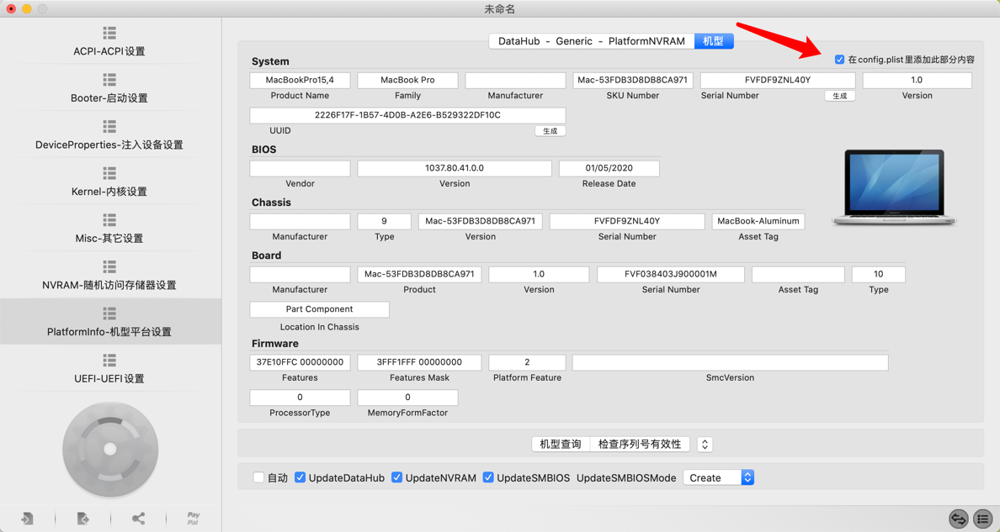 未命名
ACPI-ACPI设置
Booter-启动设置
DeviceProperties-注入设备设置
Kernel-内核设置
Misc-其它设置
NVRAM-随机访问存储器设置
PlatformInfo-机型平台设置
UEFI-UEFI设置
Pay
Pal
DataHub - Generic - PlatformNVRAM 机型
在config.plist里添加此部分内容
System
MacBookPro15,4 MacBook Pro Mac-53FDB3D8DB8CA971 FVFDF9ZNL40Y 1.0
Product Name Family Manufacturer SKU Number Serial Number 生成 Version
2226F17F-1B57-4D0B-A2E6-B529322DF10C
UUID 生成
BIOS
1037.80.41.0.0 01/05/2020
Vendor Version Release Date
Chassis
9 Mac-53FDB3D8DB8CA971 FVFDF9ZNL40Y MacBook-Aluminum
Manufacturer Type Version Serial Number Asset Tag
Board
Mac-53FDB3D8DB8CA971 1.0 FVF038403J900001M 10
Manufacturer Product Version Serial Number Asset Tag Type
Part Component
Location In Chassis
Firmware
37E10FFC 00000000 3FFF1FFF 00000000 2
Features Features Mask Platform Feature SmcVersion
0 0
ProcessorType MemoryFormFactor
机型查询 检查序列号有效性
自动 UpdateDataHub UpdateNVRAM UpdateSMBIOS UpdateSMBIOSMode Create